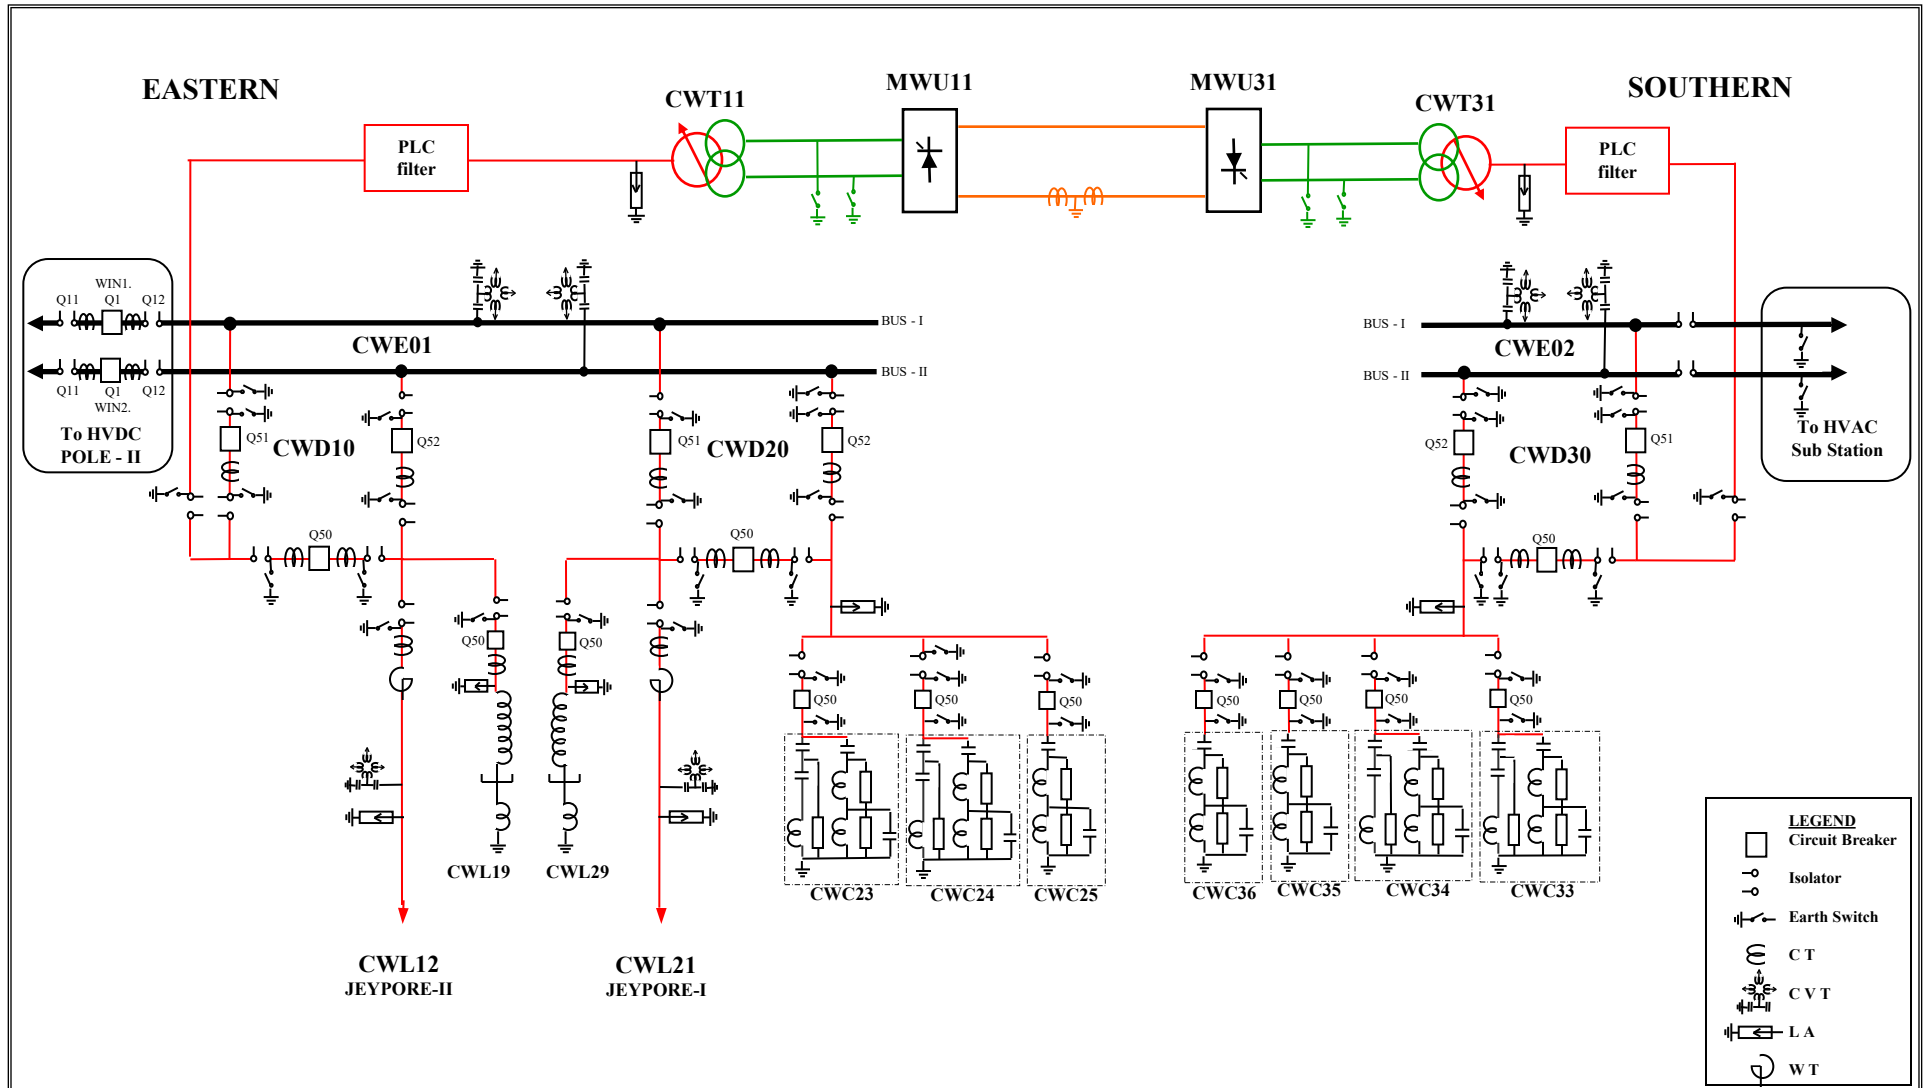 EASTERN
CWT11
MWU11
MWU31
CWT31
SOUTHERN
PLC
filter
PLC
filter
WIN1.
Q11
Q1
Q12
Q11
Q1
Q12
WIN2.
To HVDC
POLE - II
BUS - I
CWE01
BUS - II
BUS - I
CWE02
BUS - II
To HVAC
Sub Station
Q51
CWD10
Q52
Q51
CWD20
Q52
Q52
CWD30
Q51
Q50
Q50
Q50
Q50
Q50
Q50
Q50
Q50
Q50
Q50
Q50
Q50
CWL19
CWL29
CWC23
CWC24
CWC25
CWC36
CWC35
CWC34
CWC33
CWL12
JEYPORE-II
CWL21
JEYPORE-I
LEGEND
Circuit Breaker
Isolator
Earth Switch
C T
C V T
L A
W T